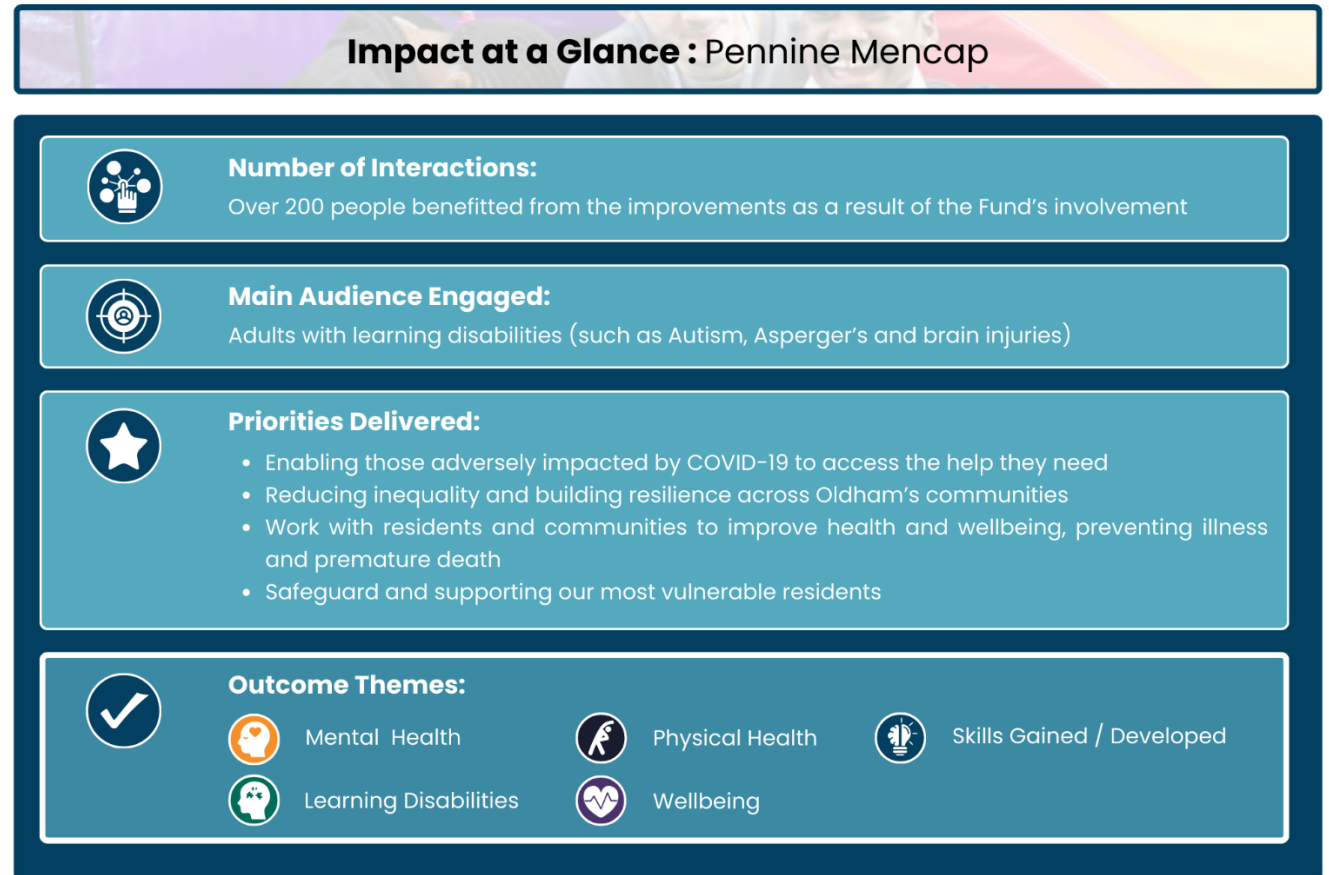 Impact at a Glance : Pennine Mencap
Number of Interactions:
Over 200 people benefitted from the improvements as a result of the Fund's involvement
Main Audience Engaged:
Adults with learning disabilities (such as Autism, Asperger's and brain injuries)
Priorities Delivered:
• Enabling those adversely impacted by COVID-19 to access the help they need
• Reducing inequality and building resilience across Oldham's communities
• Work with residents and communities to improve health and wellbeing, preventing illness
and premature death
• Safeguard and supporting our most vulnerable residents
Outcome Themes:
Mental Health
Physical Health
Skills Gained / Developed
Learning Disabilities
Wellbeing